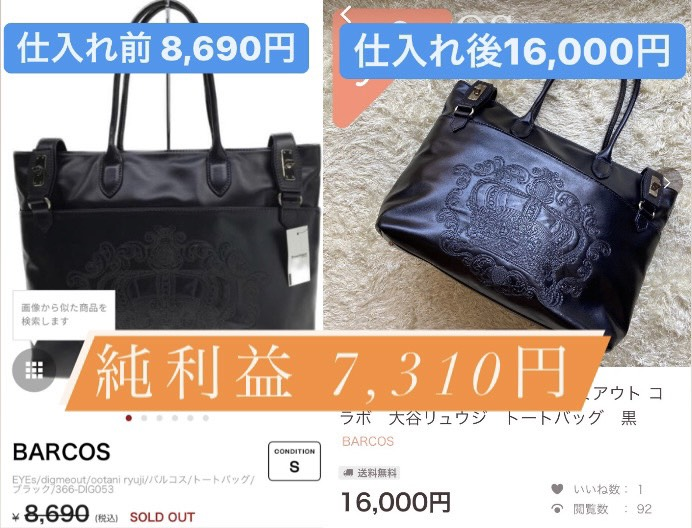 仕入れ前 8,690円
仕入れ後16,000円
画像から似た商品を
検索します
純利益 7,310円
BARCOS
CONDITION
S
EYEs/digmeout/ootani ryuji/バルコス/トートバッグ/
ブラック/366-DIG053
¥ 8,690 (税込) SOLD OUT
アウト コ
ラボ 大谷リュウジ トートバッグ 黒
BARCOS
送料無料
16,000円
いいね数： 1
閲覧数 ： 92